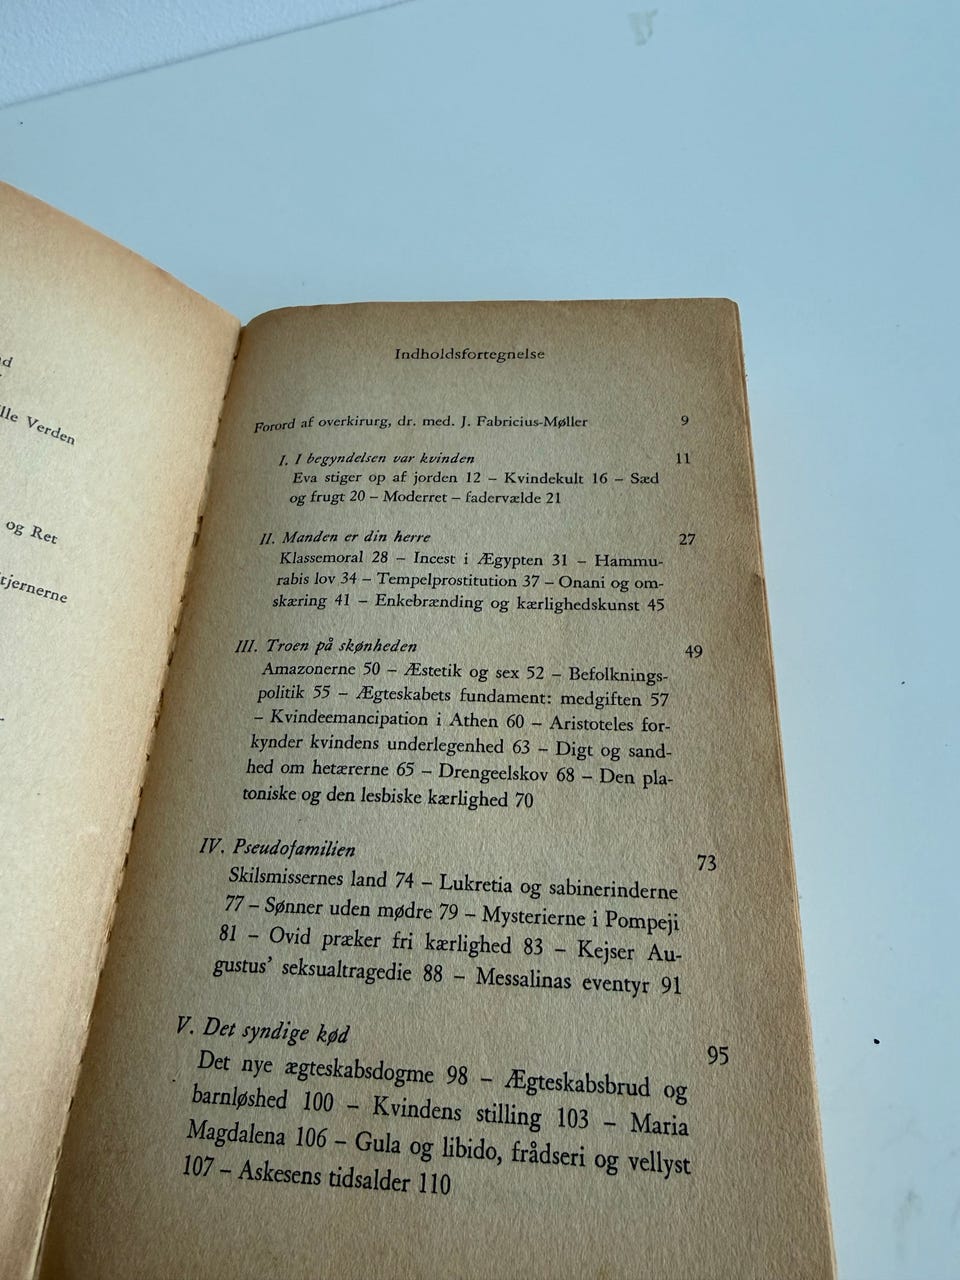 lle Verden
og Ret
tjernerne
Indholdsfortegnelse
Forord af overkirurg, dr. med. J. Fabricius-Møller 9
I. I begyndelsen var kvinden 11
Eva stiger op af jorden 12 – Kvindekult 16 – Sæd
og frugt 20 – Moderret – fadervælde 21
II. Manden er din herre 27
Klassemoral 28 – Incest i Ægypten 31 – Hammu-
rabis lov 34 – Tempelprostitution 37 – Onani og om-
skæring 41 – Enkebrænding og kærlighedskunst 45
III. Troen på skønheden 49
Amazonerne 50 – Æstetik og sex 52 – Befolknings-
politik 55 – Ægteskabets fundament: medgiften 57
– Kvindeemancipation i Athen 60 – Aristoteles for-
kynder kvindens underlegenhed 63 – Digt og sand-
hed om hetærerne 65 – Drengeelskov 68 – Den pla-
toniske og den lesbiske kærlighed 70
IV. Pseudofamilien 73
Skilsmissernes land 74 – Lukretia og sabinerinderne
77 – Sønner uden mødre 79 – Mysterierne i Pompeji
81 – Ovid præker fri kærlighed 83 – Kejser Au-
gustus’ seksualtragedie 88 – Messalinas eventyr 91
V. Det syndige kød 95
Det nye ægteskabsdogme 98 – Ægteskabsbrud og
barnløshed 100 – Kvindens stilling 103 – Maria
Magdalena 106 – Gula og libido, frådseri og vellyst
107 – Askesens tidsalder 110